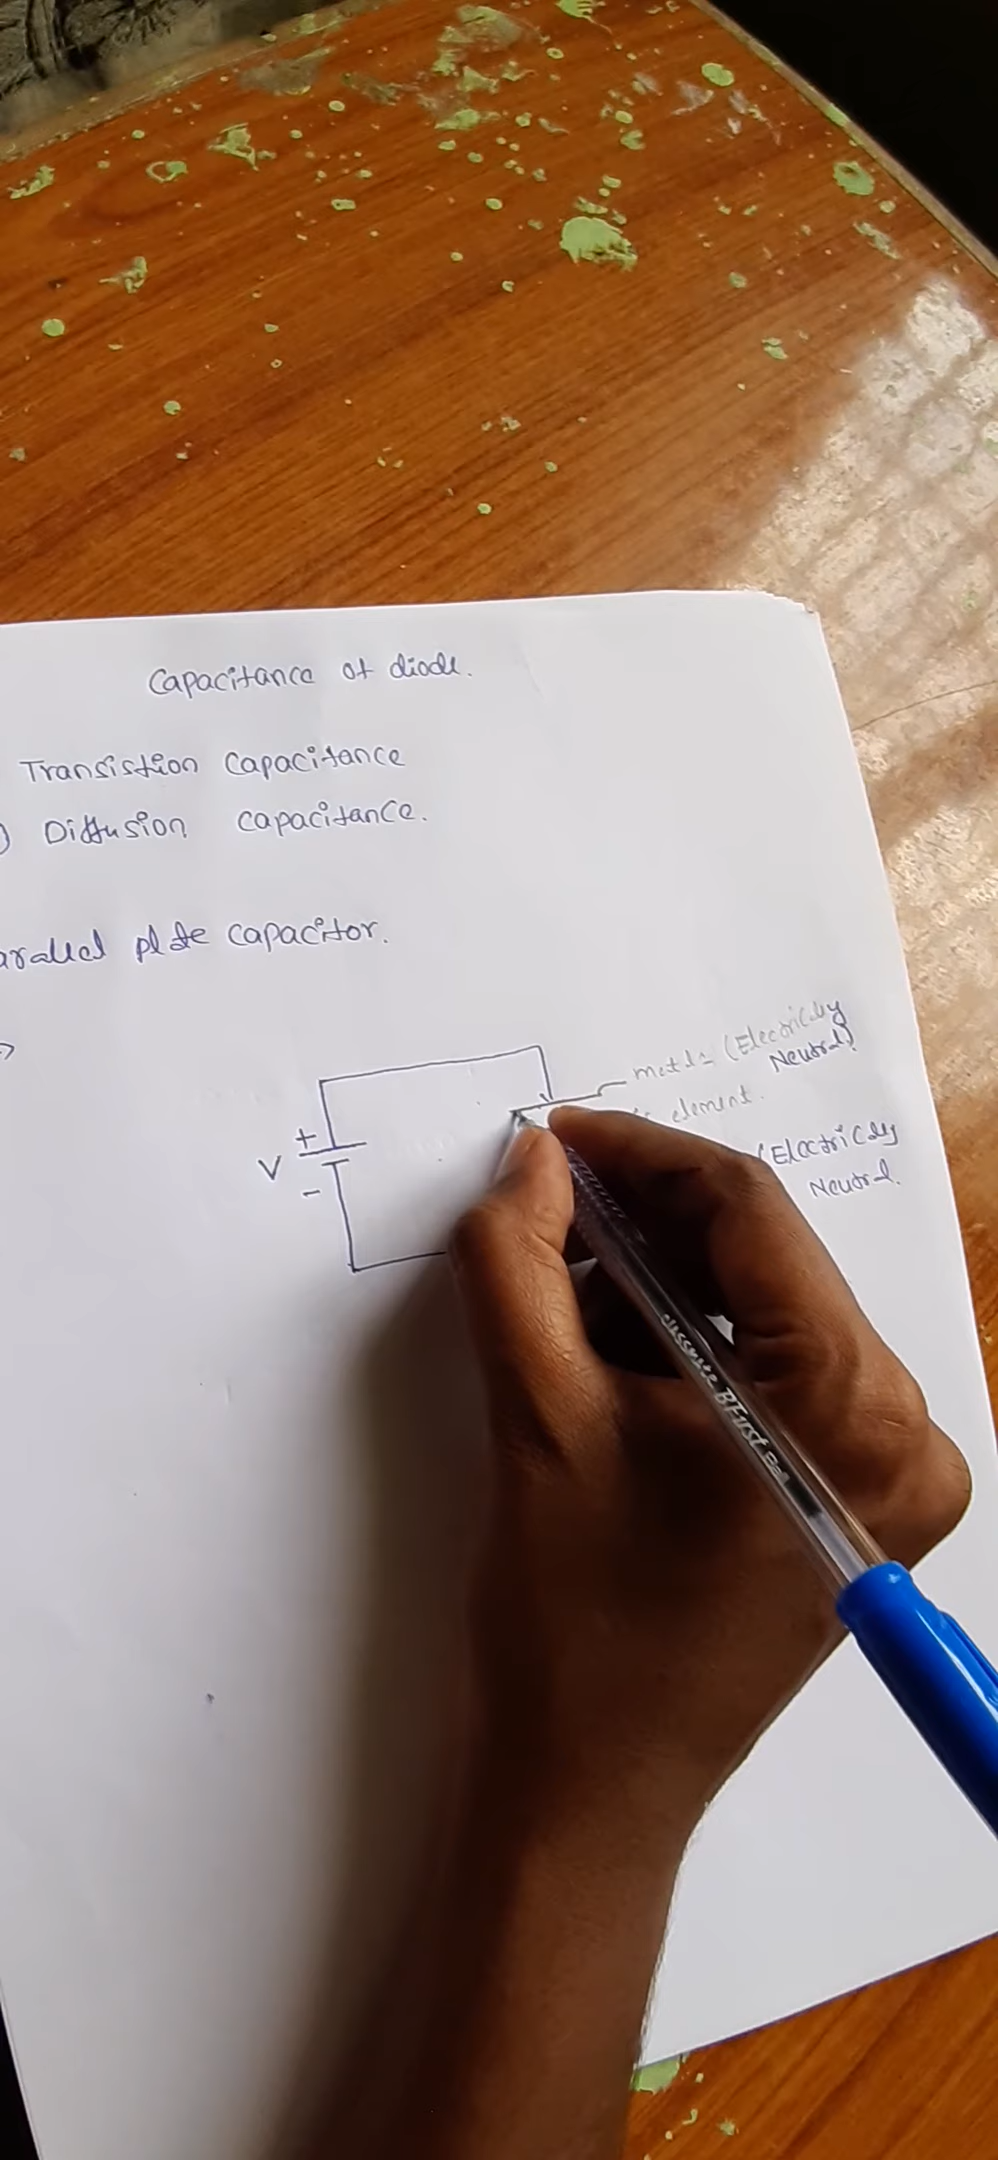 Capacitance of diode.
Transistion Capacitance
) Diffusion capacitance.
arallel plate capacitor.
metal (Electrically
Neutral)
element.
(Electrically
Neutral.
+
V
-